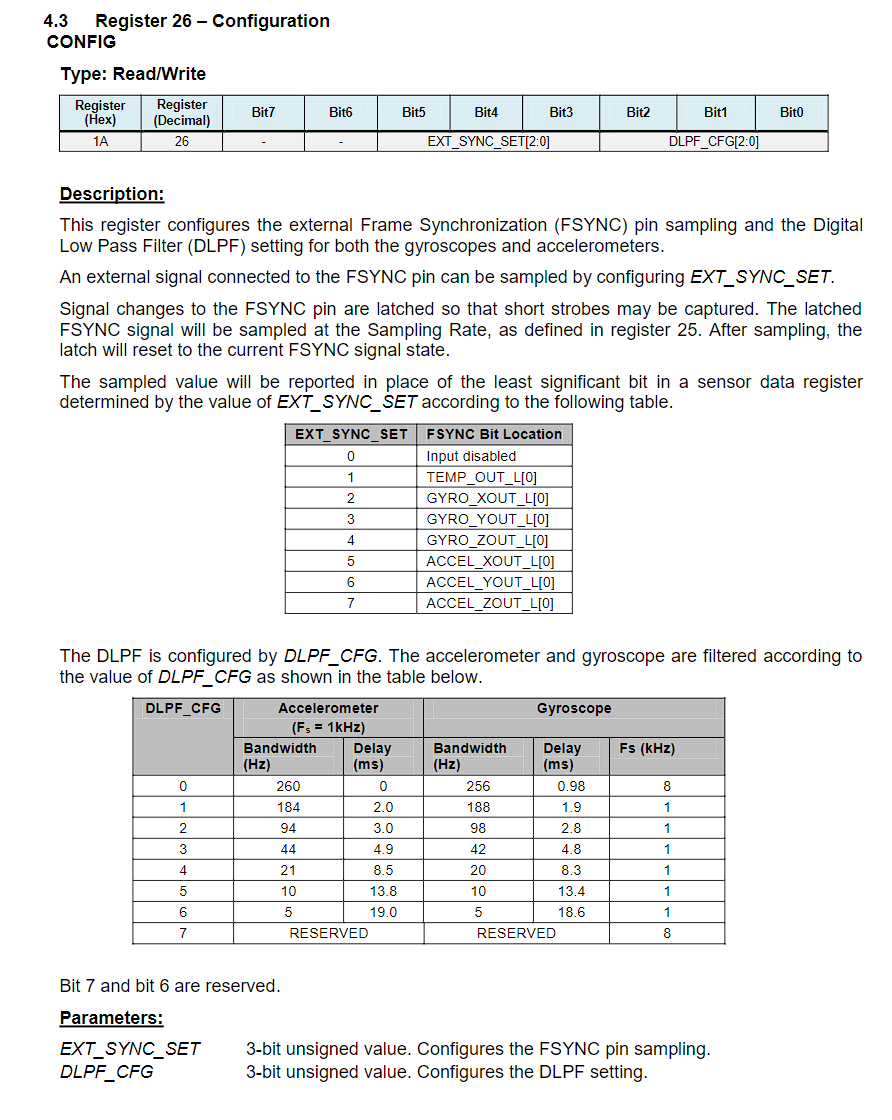 4.3 Register 26 – Configuration
CONFIG
Type: Read/Write
Register (Hex) Register (Decimal) Bit7 Bit6 Bit5 Bit4 Bit3 Bit2 Bit1 Bit0
1A 26 - - EXT_SYNC_SET[2:0] DLPF_CFG[2:0]
Description:
This register configures the external Frame Synchronization (FSYNC) pin sampling and the Digital
Low Pass Filter (DLPF) setting for both the gyroscopes and accelerometers.
An external signal connected to the FSYNC pin can be sampled by configuring EXT_SYNC_SET.
Signal changes to the FSYNC pin are latched so that short strobes may be captured. The latched
FSYNC signal will be sampled at the Sampling Rate, as defined in register 25. After sampling, the
latch will reset to the current FSYNC signal state.
The sampled value will be reported in place of the least significant bit in a sensor data register
determined by the value of EXT_SYNC_SET according to the following table.
EXT_SYNC_SET FSYNC Bit Location
0 Input disabled
1 TEMP_OUT_L[0]
2 GYRO_XOUT_L[0]
3 GYRO_YOUT_L[0]
4 GYRO_ZOUT_L[0]
5 ACCEL_XOUT_L[0]
6 ACCEL_YOUT_L[0]
7 ACCEL_ZOUT_L[0]
The DLPF is configured by DLPF_CFG. The accelerometer and gyroscope are filtered according to
the value of DLPF_CFG as shown in the table below.
DLPF_CFG Accelerometer Gyroscope
(Fs = 1kHz)
Bandwidth (Hz) Delay (ms) Bandwidth (Hz) Delay (ms) Fs (kHz)
0 260 0 256 0.98 8
1 184 2.0 188 1.9 1
2 94 3.0 98 2.8 1
3 44 4.9 42 4.8 1
4 21 8.5 20 8.3 1
5 10 13.8 10 13.4 1
6 5 19.0 5 18.6 1
7 RESERVED RESERVED 8
Bit 7 and bit 6 are reserved.
Parameters:
EXT_SYNC_SET 3-bit unsigned value. Configures the FSYNC pin sampling.
DLPF_CFG 3-bit unsigned value. Configures the DLPF setting.